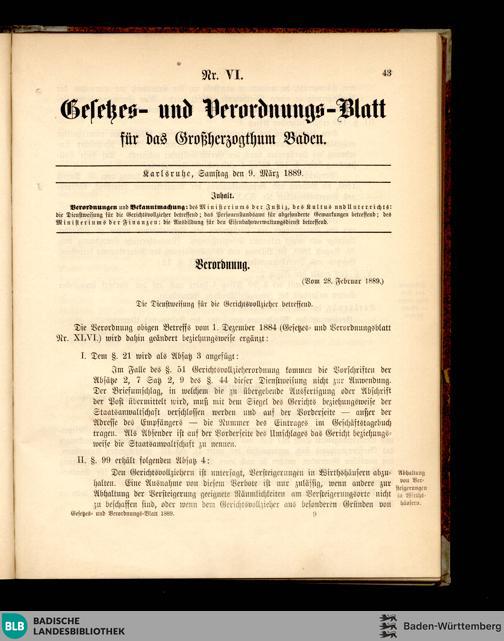 Nr. VI.
43
Gesetzes- und Verordnungs-Blatt
für das Großherzogthum Baden.
Karlsruhe, Samstag den 9. März 1889.
Inhalt.
Verordnungen und Bekanntmachung: des Ministeriums der Justiz, des Kultus und Unterrichts:
die Dienstweisung für die Gerichtsvollzieher betreffend; das Personenstandsamt für abgesonderte Gemarkungen betreffend; des
Ministeriums der Finanzen: die Ausbildung für den Eisenbahnverwaltungsdienst betreffend.
Verordnung.
(Vom 28. Februar 1889.)
Die Dienstweisung für die Gerichtsvollzieher betreffend.
Die Verordnung obigen Betreffs vom 1. Dezember 1884 (Gesetzes- und Verordnungsblatt
Nr. XLVI.) wird dahin geändert beziehungsweise ergänzt:
I. Dem §. 21 wird als Absatz 3 angefügt:
Im Falle des §. 51 Gerichtsvollzieherordnung kommen die Vorschriften der
Absätze 2, 7 Satz 2, 9 des §. 44 dieser Dienstweisung nicht zur Anwendung.
Der Briefumschlag, in welchem die zu übergebende Ausfertigung oder Abschrift
der Post übermittelt wird, muß mit dem Siegel des Gerichts beziehungsweise der
Staatsanwaltschaft verschlossen werden und auf der Vorderseite — außer der
Adresse des Empfängers — die Nummer des Eintrages im Geschäftstagebuch
tragen. Als Absender ist auf der Vorderseite des Umschlages das Gericht beziehungs-
weise die Staatsanwaltschaft zu nennen.
II. §. 99 erhält folgenden Absatz 4:
Den Gerichtsvollziehern ist untersagt, Versteigerungen in Wirthshäusern abzu-
halten. Eine Ausnahme von diesem Verbote ist nur zulässig, wenn andere zur
Abhaltung der Versteigerung geeignete Räumlichkeiten am Versteigerungsorte nicht
zu beschaffen sind, oder wenn dem Gerichtsvollzieher aus besonderen Gründen von
Abhaltung
von Ver-
steigerungen
in Wirths-
häusern.
Gesetzes- und Verordnungs-Blatt 1889.
9
BLB
BADISCHE
LANDESBIBLIOTHEK
Baden-Württemberg